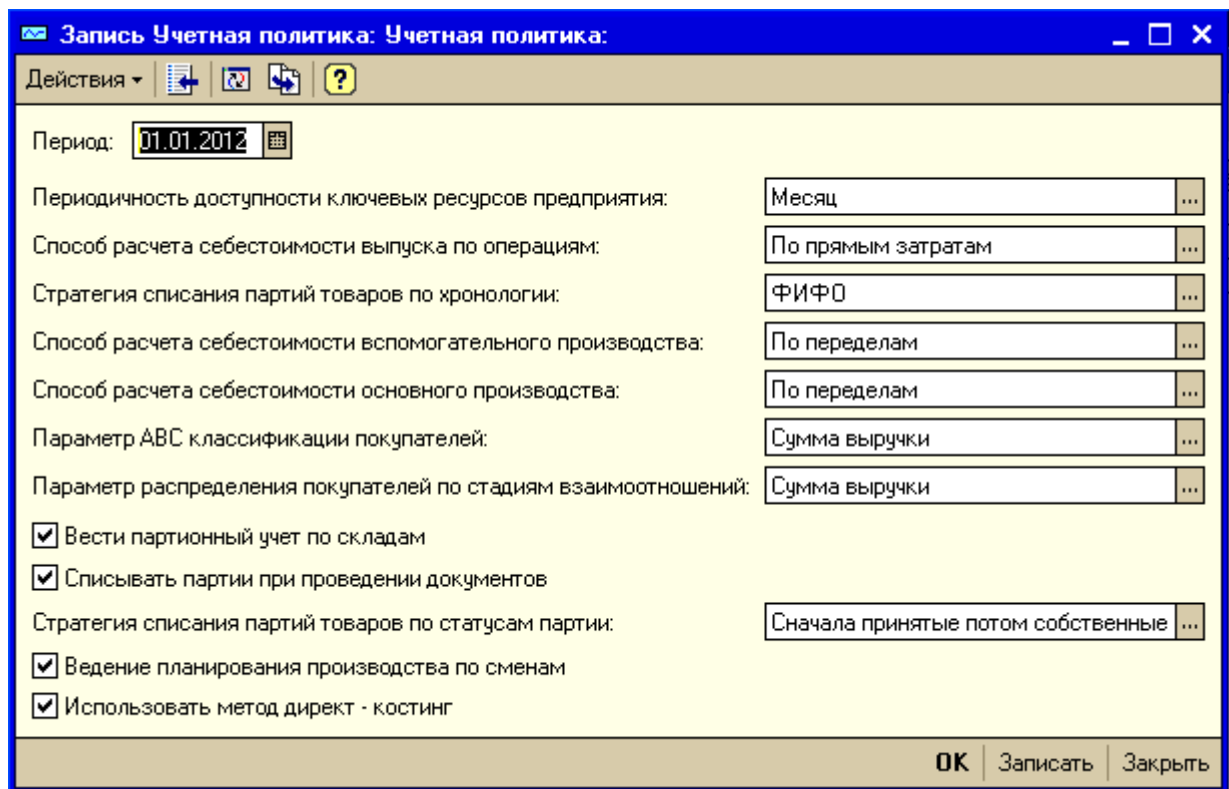 Запись Учетная политика: Учетная политика:
Действия
Период: 01.01.2012
Периодичность доступности ключевых ресурсов предприятия: Месяц ...
Способ расчета себестоимости выпуска по операциям: По прямым затратам ...
Стратегия списания партий товаров по хронологии: ФИФО ...
Способ расчета себестоимости вспомогательного производства: По переделам ...
Способ расчета себестоимости основного производства: По переделам ...
Параметр ABC классификации покупателей: Сумма выручки ...
Параметр распределения покупателей по стадиям взаимоотношений: Сумма выручки ...
Вести партионный учет по складам
Списывать партии при проведении документов
Стратегия списания партий товаров по статусам партии: Сначала принятые потом собственные ...
Ведение планирования производства по сменам
Использовать метод директ - костинг
OK Записать Закрыть